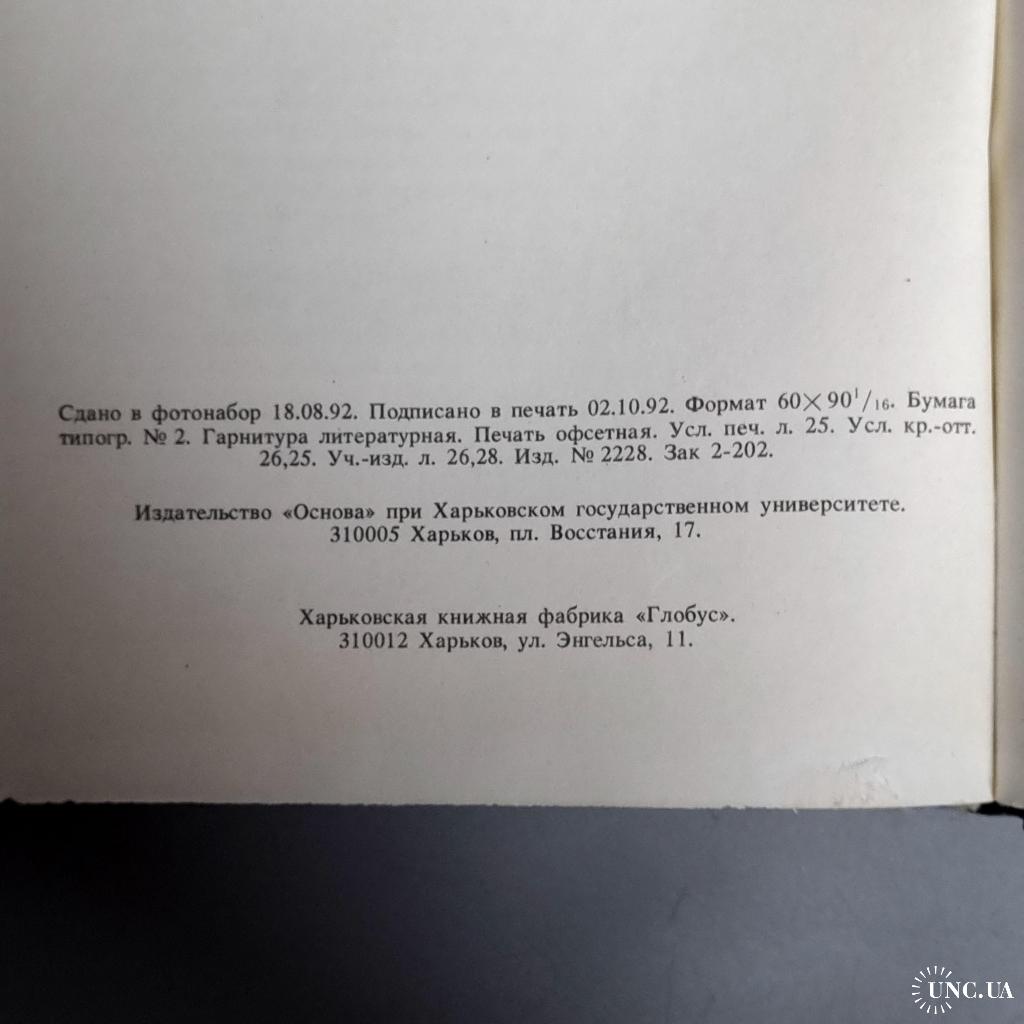 Сдано в фотонабор 18.08.92. Подписано в печать 02.10.92. Формат 60×90¹/₁₆. Бумага
типогр. № 2. Гарнитура литературная. Печать офсетная. Усл. печ. л. 25. Усл. кр.-отт.
26,25. Уч.-изд. л. 26,28. Изд. № 2228. Зак 2-202.
Издательство «Основа» при Харьковском государственном университете.
310005 Харьков, пл. Восстания, 17.
Харьковская книжная фабрика «Глобус».
310012 Харьков, ул. Энгельса, 11.
UNC.UA